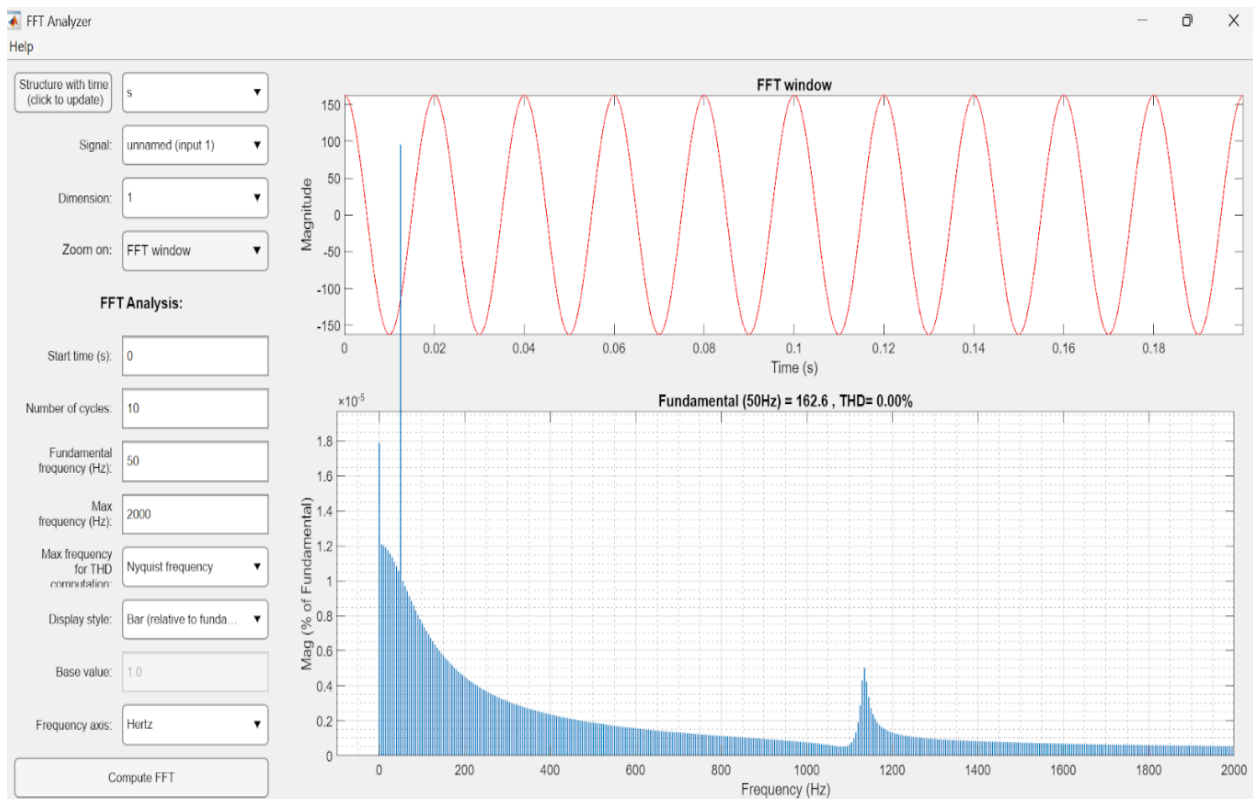 FFT Analyzer
Help
Structure with time
(click to update)
s
Signal:
unnamed (input 1)
Dimension:
1
Zoom on:
FFT window
FFT Analysis:
Start time (s):
0
Number of cycles:
10
Fundamental
frequency (Hz):
50
Max
frequency (Hz):
2000
Max frequency
for THD
computation:
Nyquist frequency
Display style:
Bar (relative to funda...
Base value:
1.0
Frequency axis:
Hertz
Compute FFT
FFT window
150
100
50
0
-50
-100
-150
Magnitude
0 0.02 0.04 0.06 0.08 0.1 0.12 0.14 0.16 0.18
Time (s)
×10-5
Fundamental (50Hz) = 162.6 , THD= 0.00%
1.8
1.6
1.4
1.2
1
0.8
0.6
0.4
0.2
0
Mag (% of Fundamental)
0 200 400 600 800 1000 1200 1400 1600 1800 2000
Frequency (Hz)